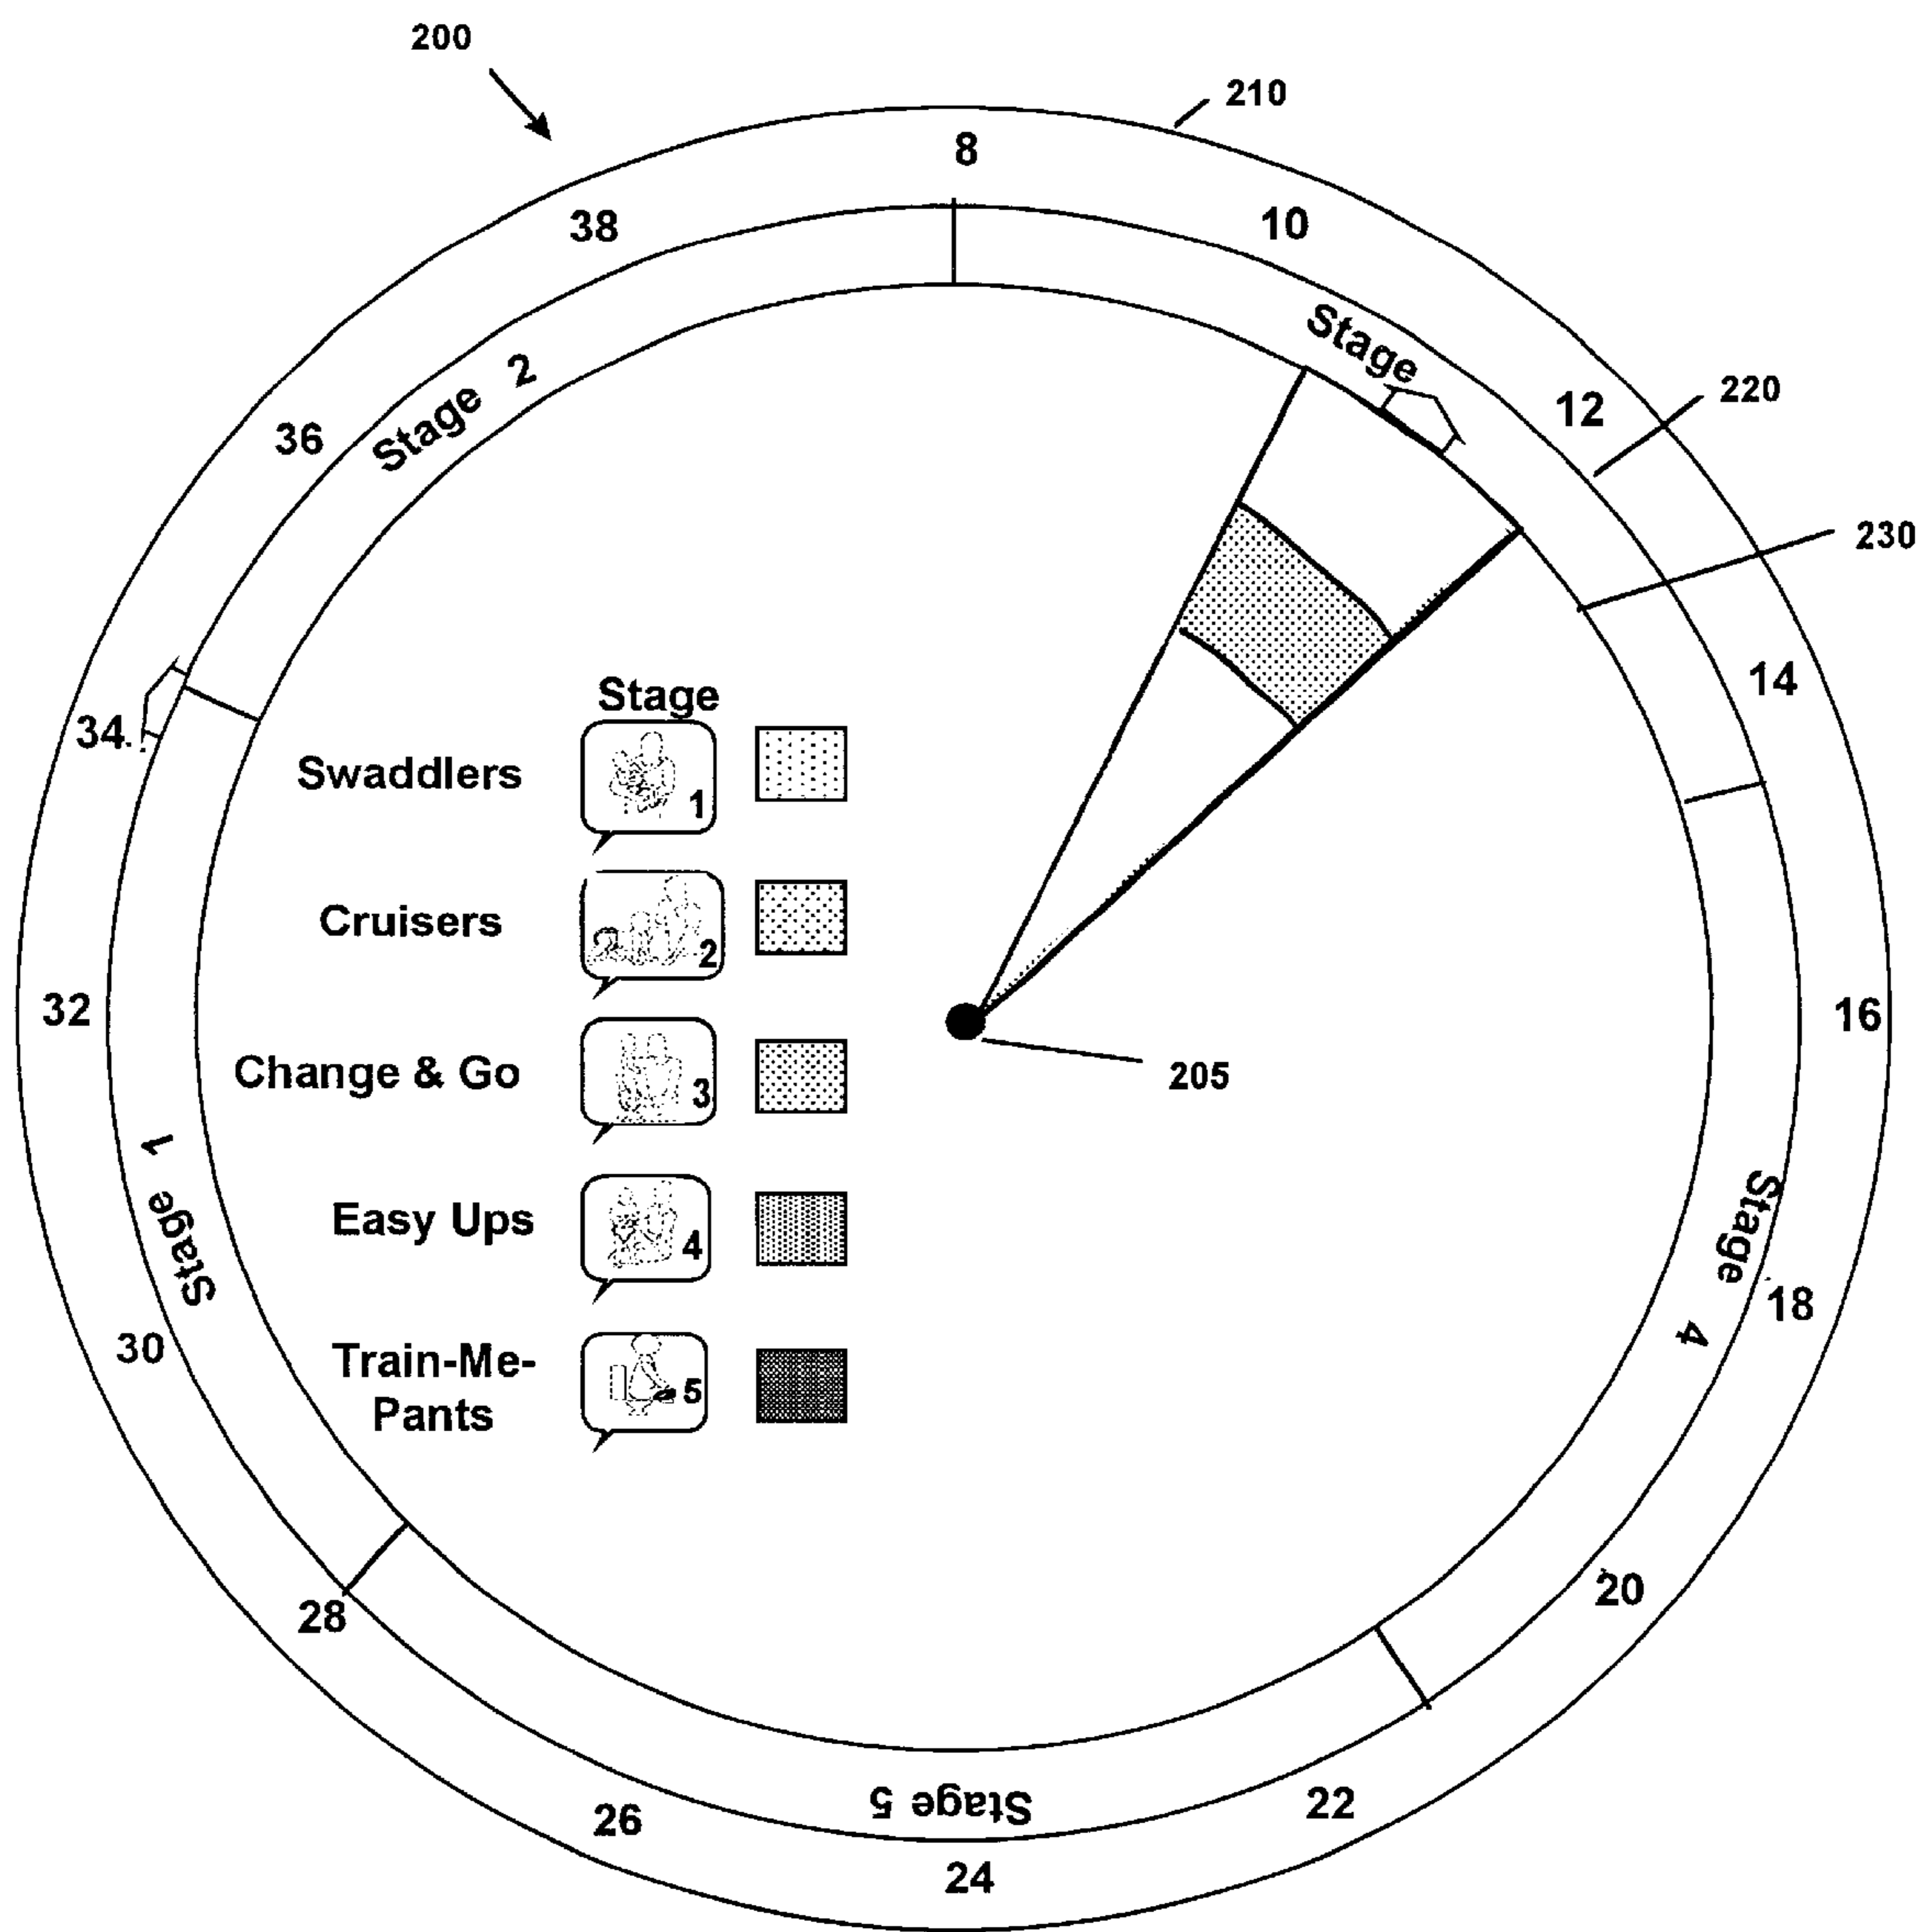 200
210
8
38
10
Stage
12
220
36
Stage 2
230
14
34
Stage
Swaddlers
1
Cruisers
2
32
16
Change & Go
3
205
Stage 1
Easy Ups
4
Stage 4
18
30
Train-Me-
Pants
5
20
28
Stage 5
22
26
24